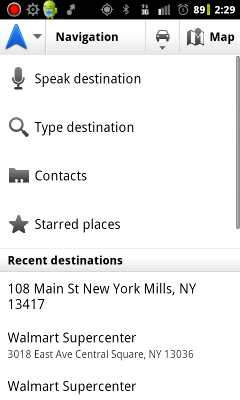 89 2:29
Navigation Map
Speak destination
Type destination
Contacts
Starred places
Recent destinations
108 Main St New York Mills, NY
13417
Walmart Supercenter
3018 East Ave Central Square, NY 13036
Walmart Supercenter